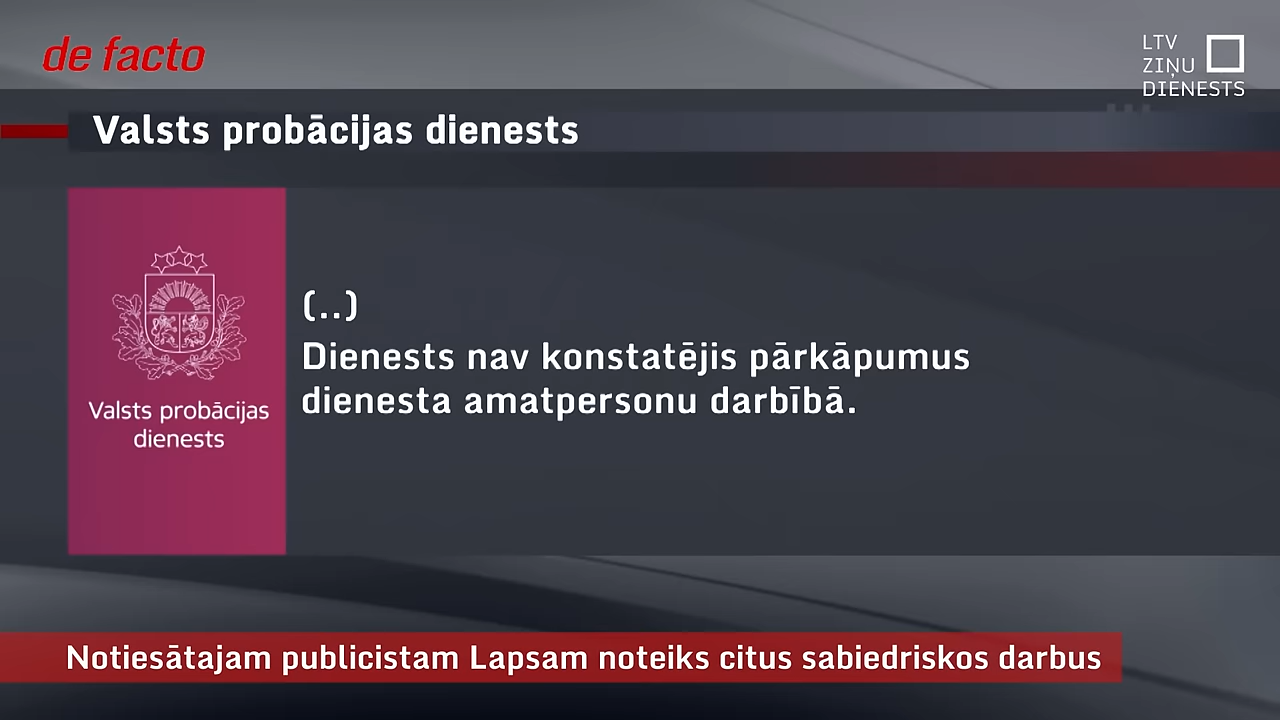 de facto
LTV
ZIŅU
DIENESTS
Valsts probācijas dienests
(..)
Dienests nav konstatējis pārkāpumus
dienesta amatpersonu darbībā.
Valsts probācijas
dienests
Notiesātajam publicistam Lapsam noteiks citus sabiedriskos darbus